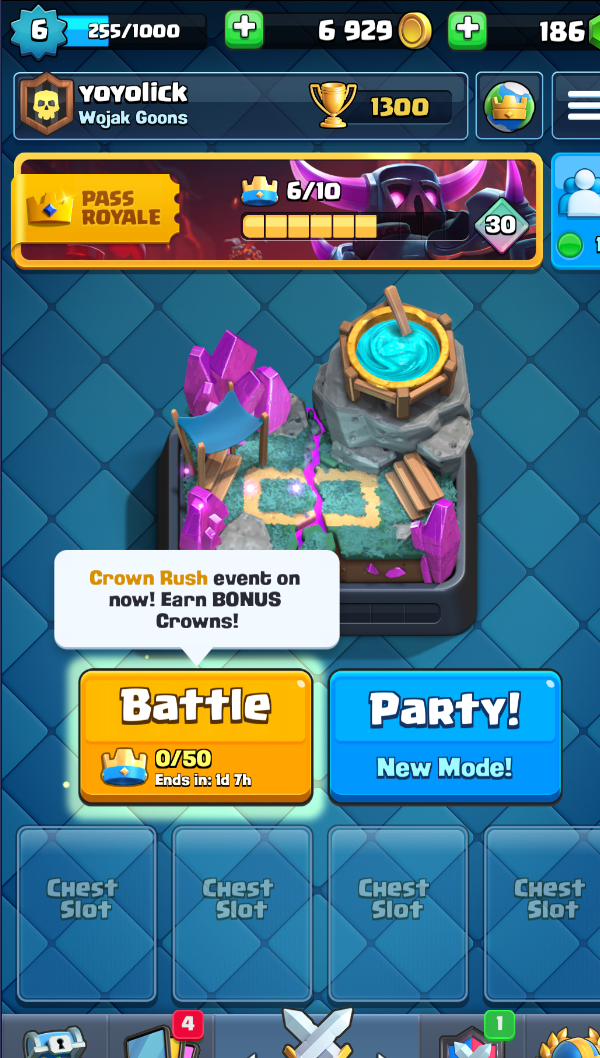 6 255/1000 6 929 186
yoyolick 1300
Wojak Goons
PASS
ROYALE
6/10
30
Crown Rush event on
now! Earn BONUS
Crowns!
Battle
0/50
Ends in: 1d 7h
Party!
New Mode!
Chest
Slot
Chest
Slot
Chest
Slot
Chest
Slot
4
1